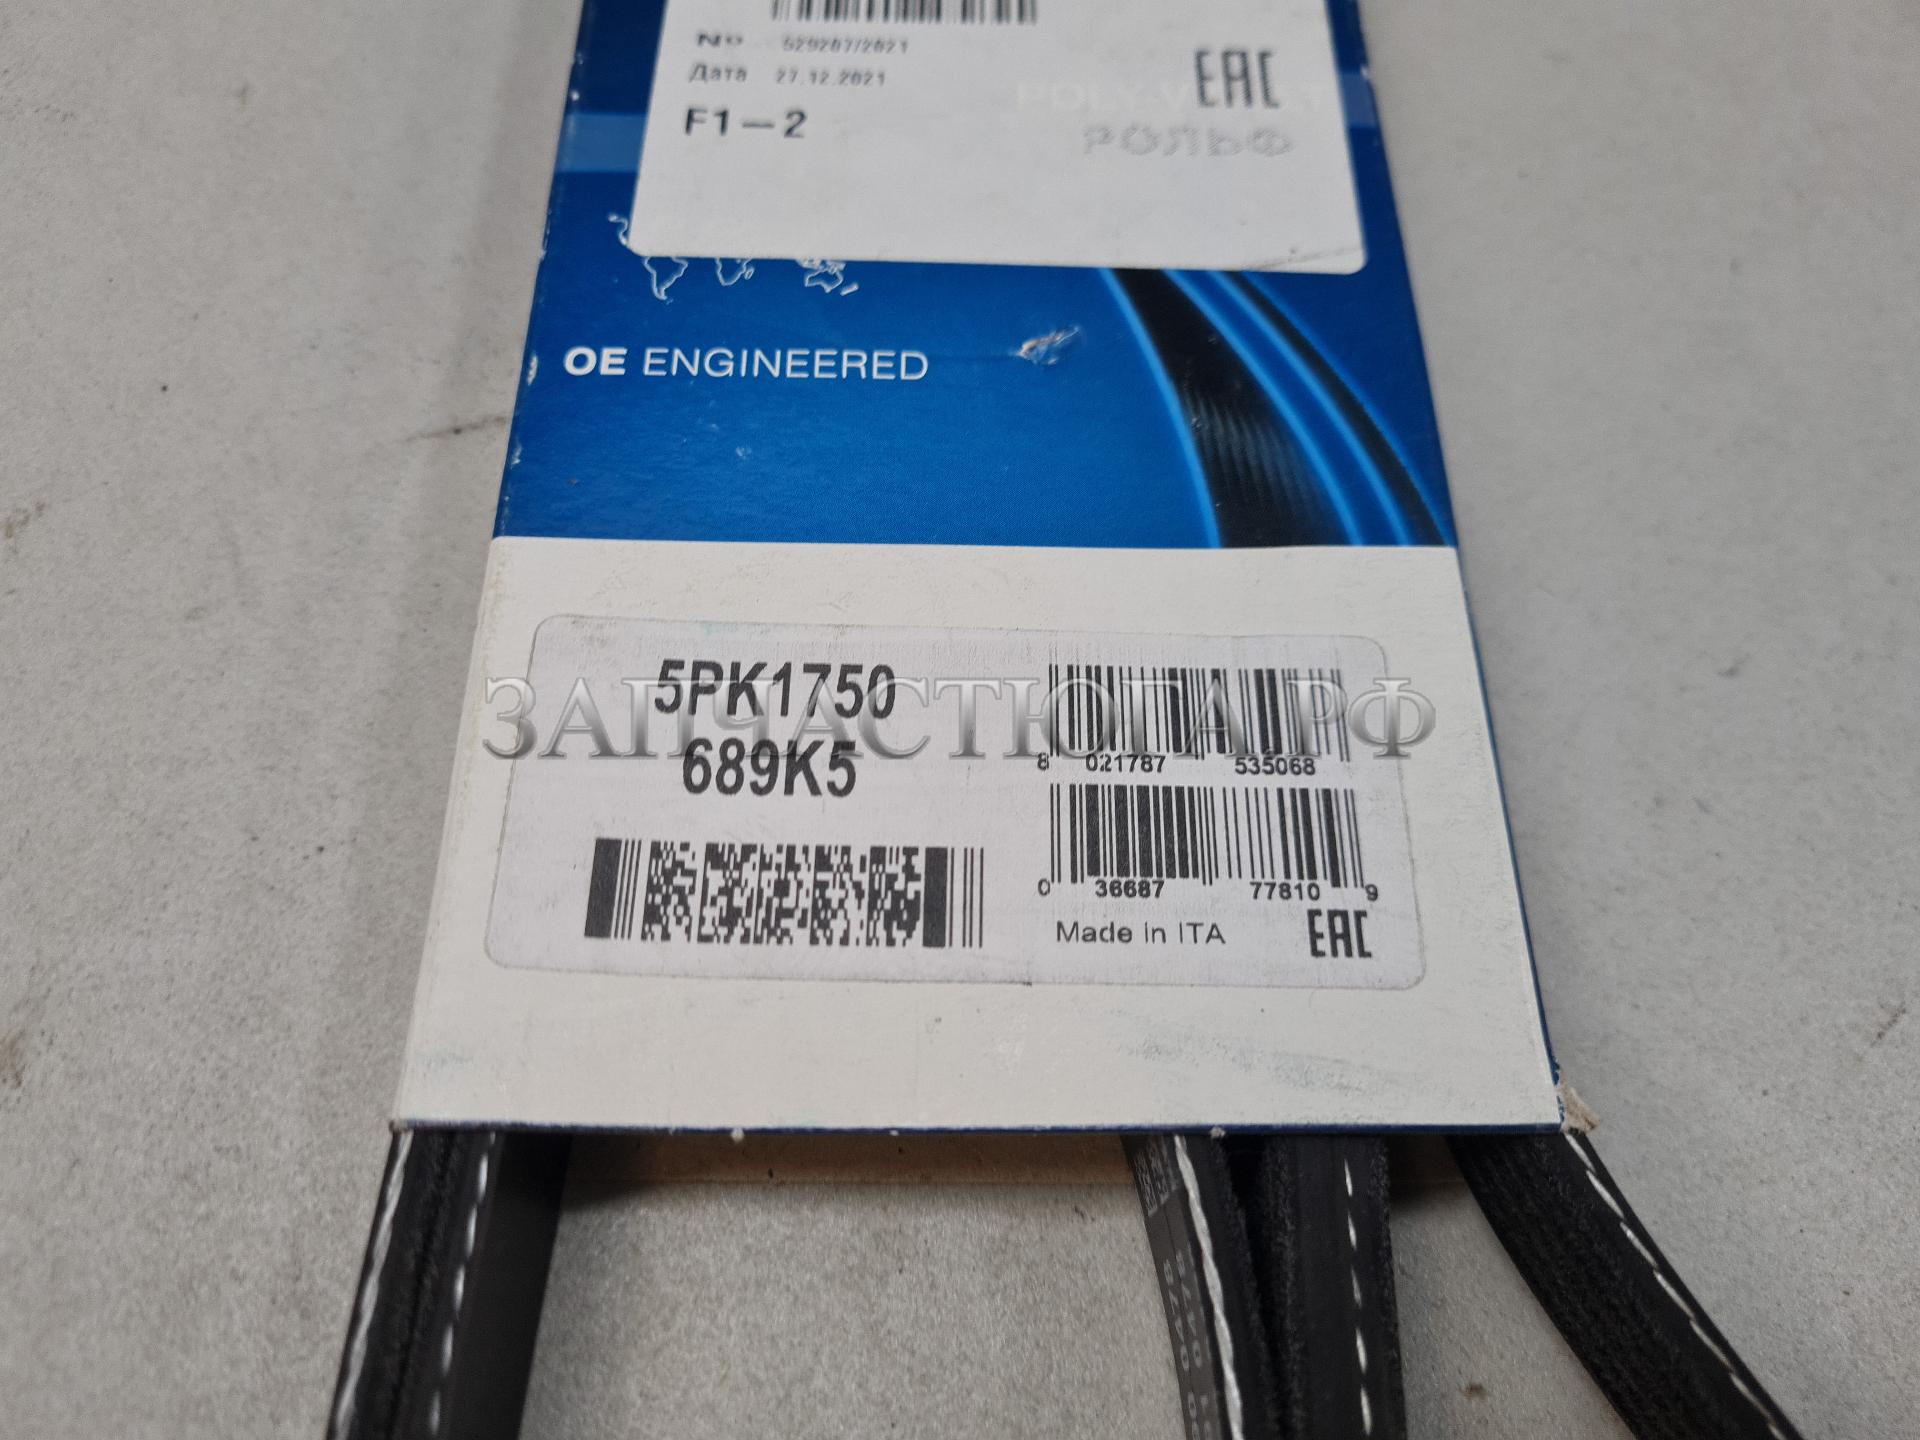 № 529207/2021
Дата 27.12.2021
EAC
F1-2
РОЛЬФ
OE ENGINEERED
5PK1750
ЗАПЧАСТЮГА.РФ
689K5
8 021787 535068
0 36687 77810 9
Made in ITA
EAC